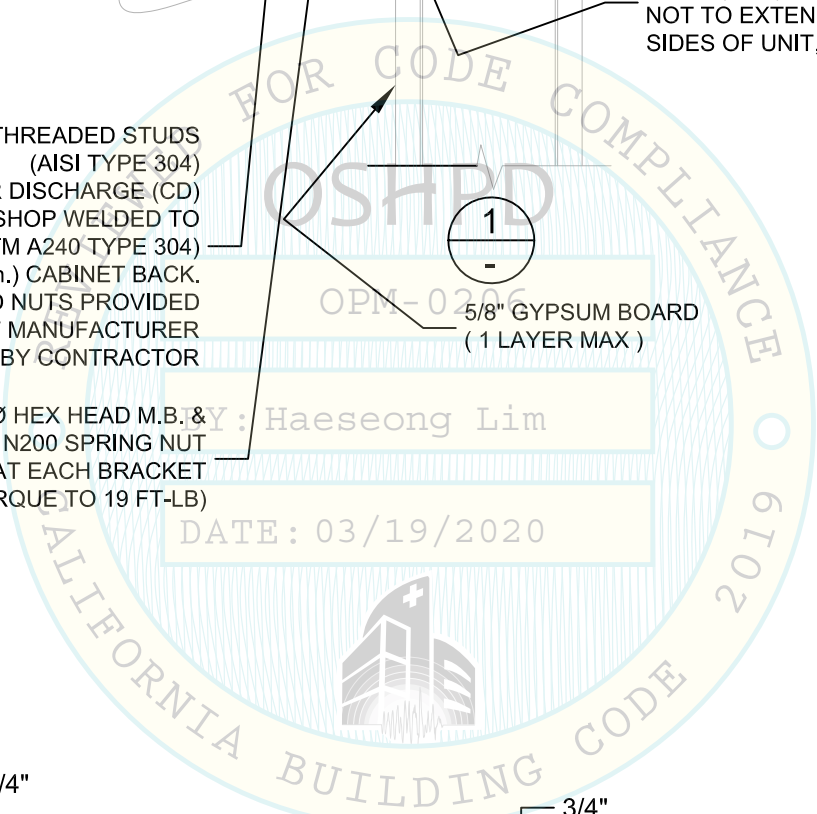 NOT TO EXTEN
SIDES OF UNIT,
THREADED STUDS
(AISI TYPE 304)
R DISCHARGE (CD)
SHOP WELDED TO
TM A240 TYPE 304)
n.) CABINET BACK.
D NUTS PROVIDED
Y MANUFACTURER
BY CONTRACTOR
Ø HEX HEAD M.B. &
N200 SPRING NUT
AT EACH BRACKET
RQUE TO 19 FT-LB)
1
-
5/8" GYPSUM BOARD
( 1 LAYER MAX )
REVIEWED FOR CODE COMPLIANCE
OSHPD
OPM-0206
BY: Haeseong Lim
DATE: 03/19/2020
CALIFORNIA BUILDING CODE 2019
/4"
3/4"